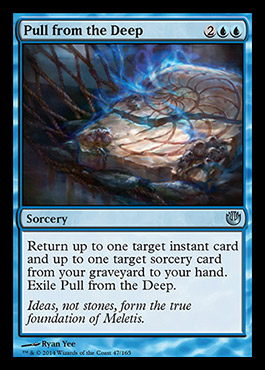 Pull from the Deep 2
Sorcery
Return up to one target instant card
and up to one target sorcery card
from your graveyard to your hand.
Exile Pull from the Deep.
Ideas, not stones, form the true
foundation of Meletis.
Ryan Yee
™ & © 2014 Wizards of the Coast 47/165